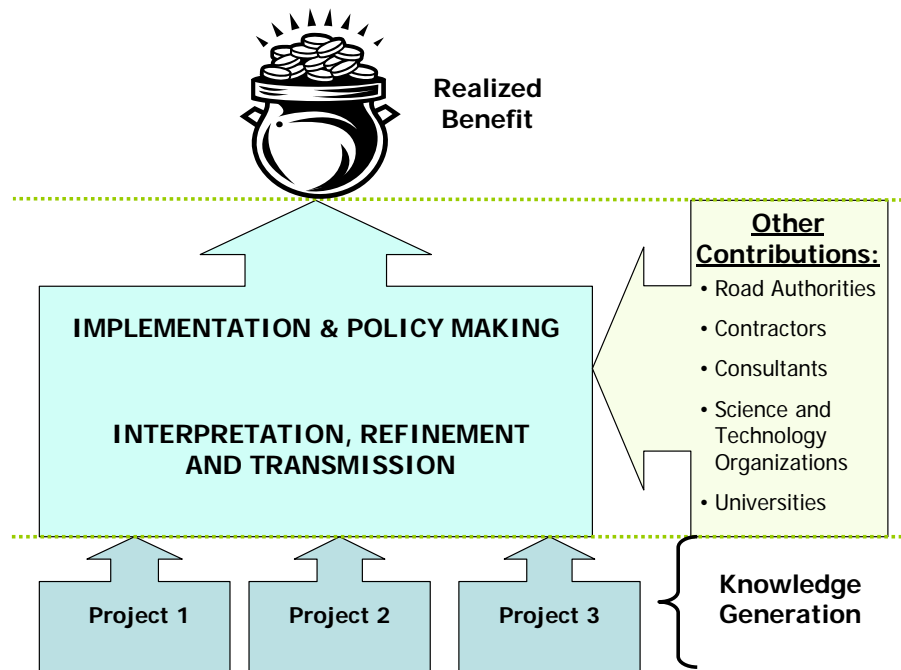 Realized
Benefit
Other
Contributions:
• Road Authorities
• Contractors
• Consultants
• Science and
Technology
Organizations
• Universities
IMPLEMENTATION & POLICY MAKING
INTERPRETATION, REFINEMENT
AND TRANSMISSION
Project 1
Project 2
Project 3
Knowledge
Generation